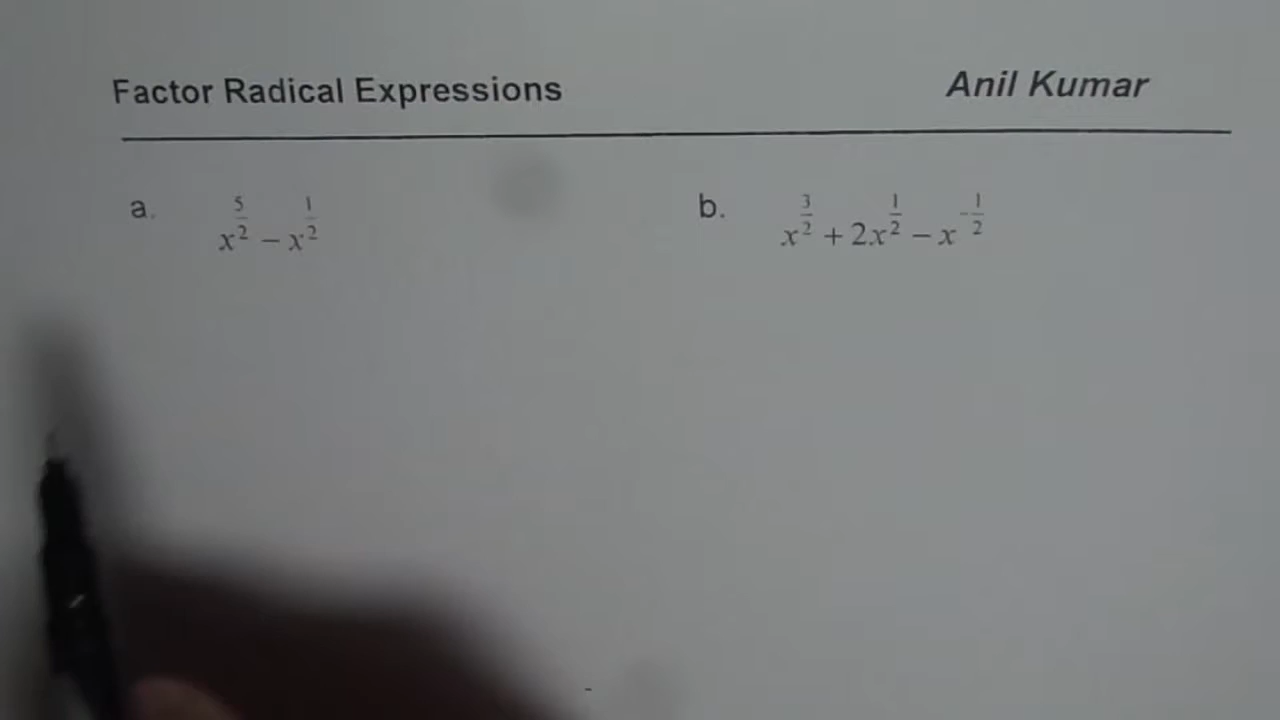 Factor Radical Expressions Anil Kumar
a. x^{5/2} − x^{1/2} b. x^{3/2} + 2x^{1/2} − x^{-1/2}